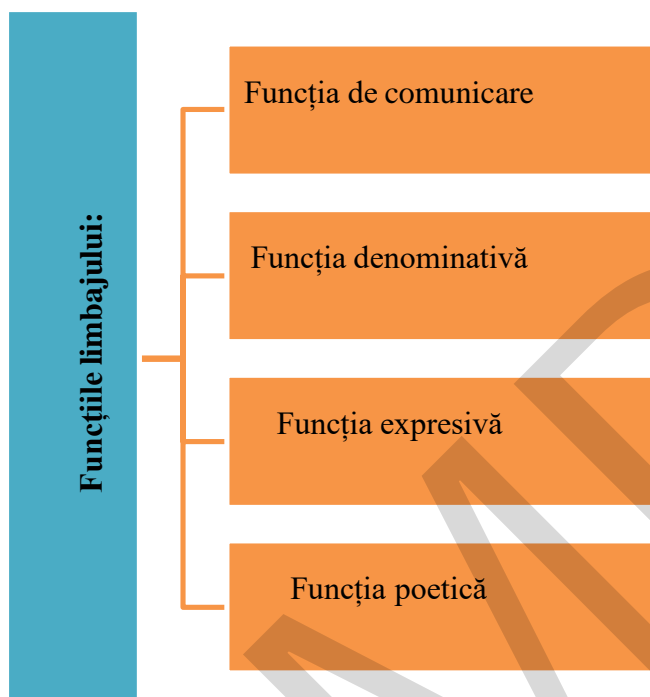 Funcțiile limbajului:
Funcția de comunicare
Funcția denominativă
Funcția expresivă
Funcția poetică